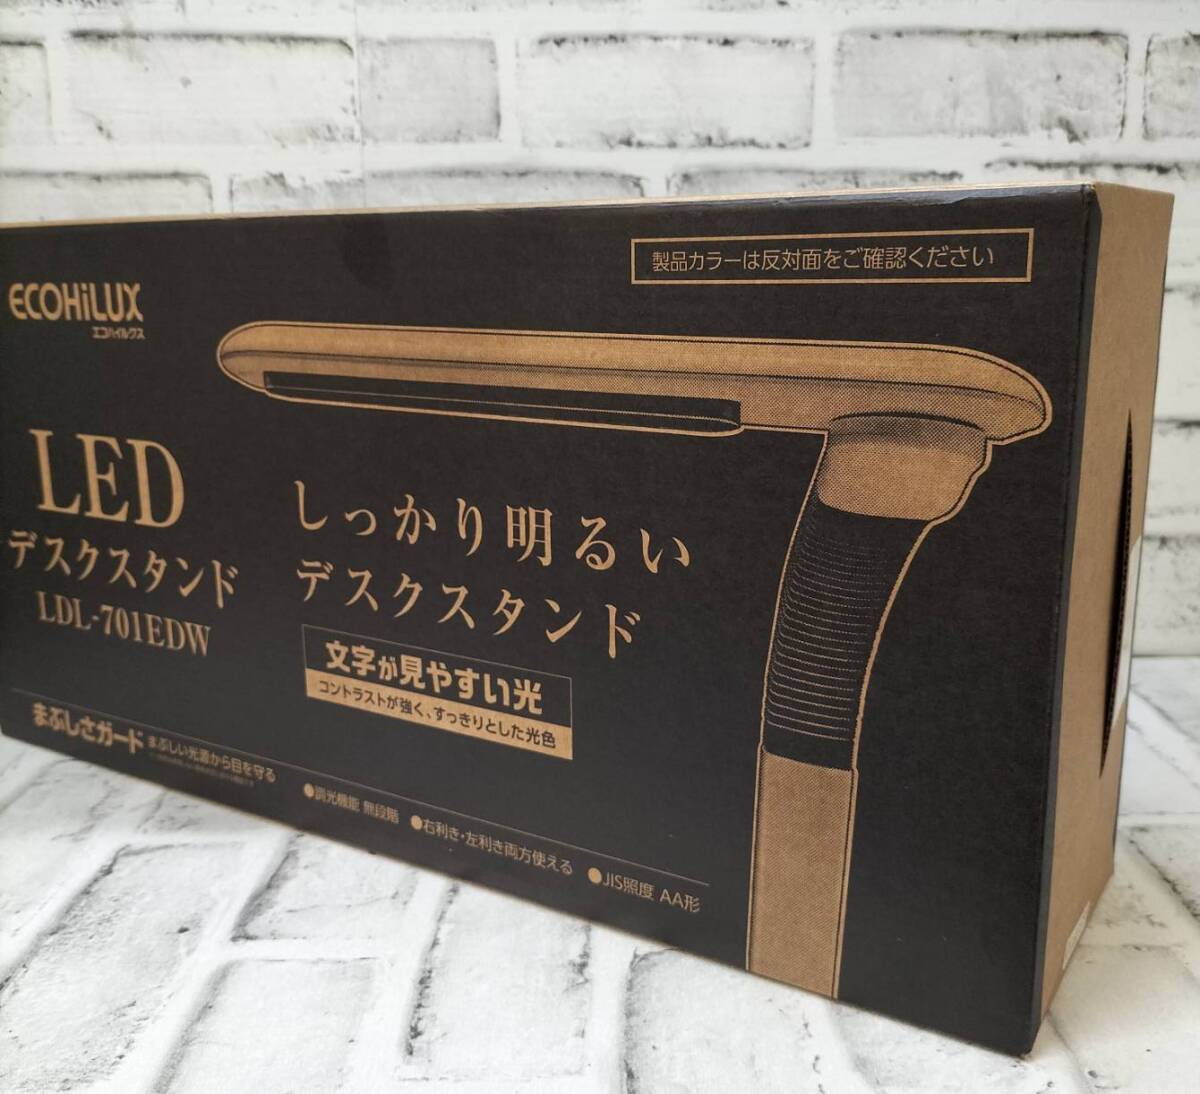 製品カラーは反対面をご確認ください
ECOHiLUX
エコハイルクス
LED
デスクスタンド
LDL-701EDW
しっかり明るい
デスクスタンド
文字が見やすい光
コントラストが強く、すっきりとした光色
まぶしさガード まぶしい光源から目を守る
●調光機能 無段階 ●右利き・左利き両方使える ●JIS照度 AA形